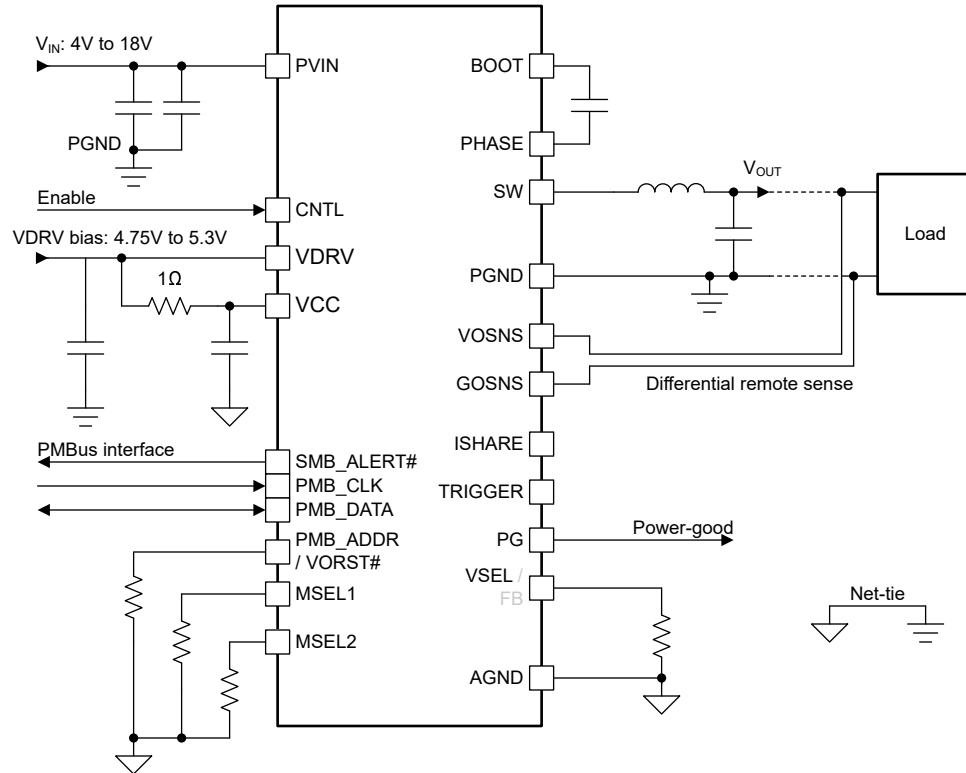 V_IN: 4V to 18V
PVIN
PGND
Enable
CNTL
VDRV bias: 4.75V to 5.3V
VDRV
1Ω
VCC
PMBus interface
SMB_ALERT#
PMB_CLK
PMB_DATA
PMB_ADDR
/ VORST#
MSEL1
MSEL2
BOOT
PHASE
SW
V_OUT
Load
PGND
VOSNS
GOSNS
Differential remote sense
ISHARE
TRIGGER
PG
Power-good
VSEL /
FB
AGND
Net-tie